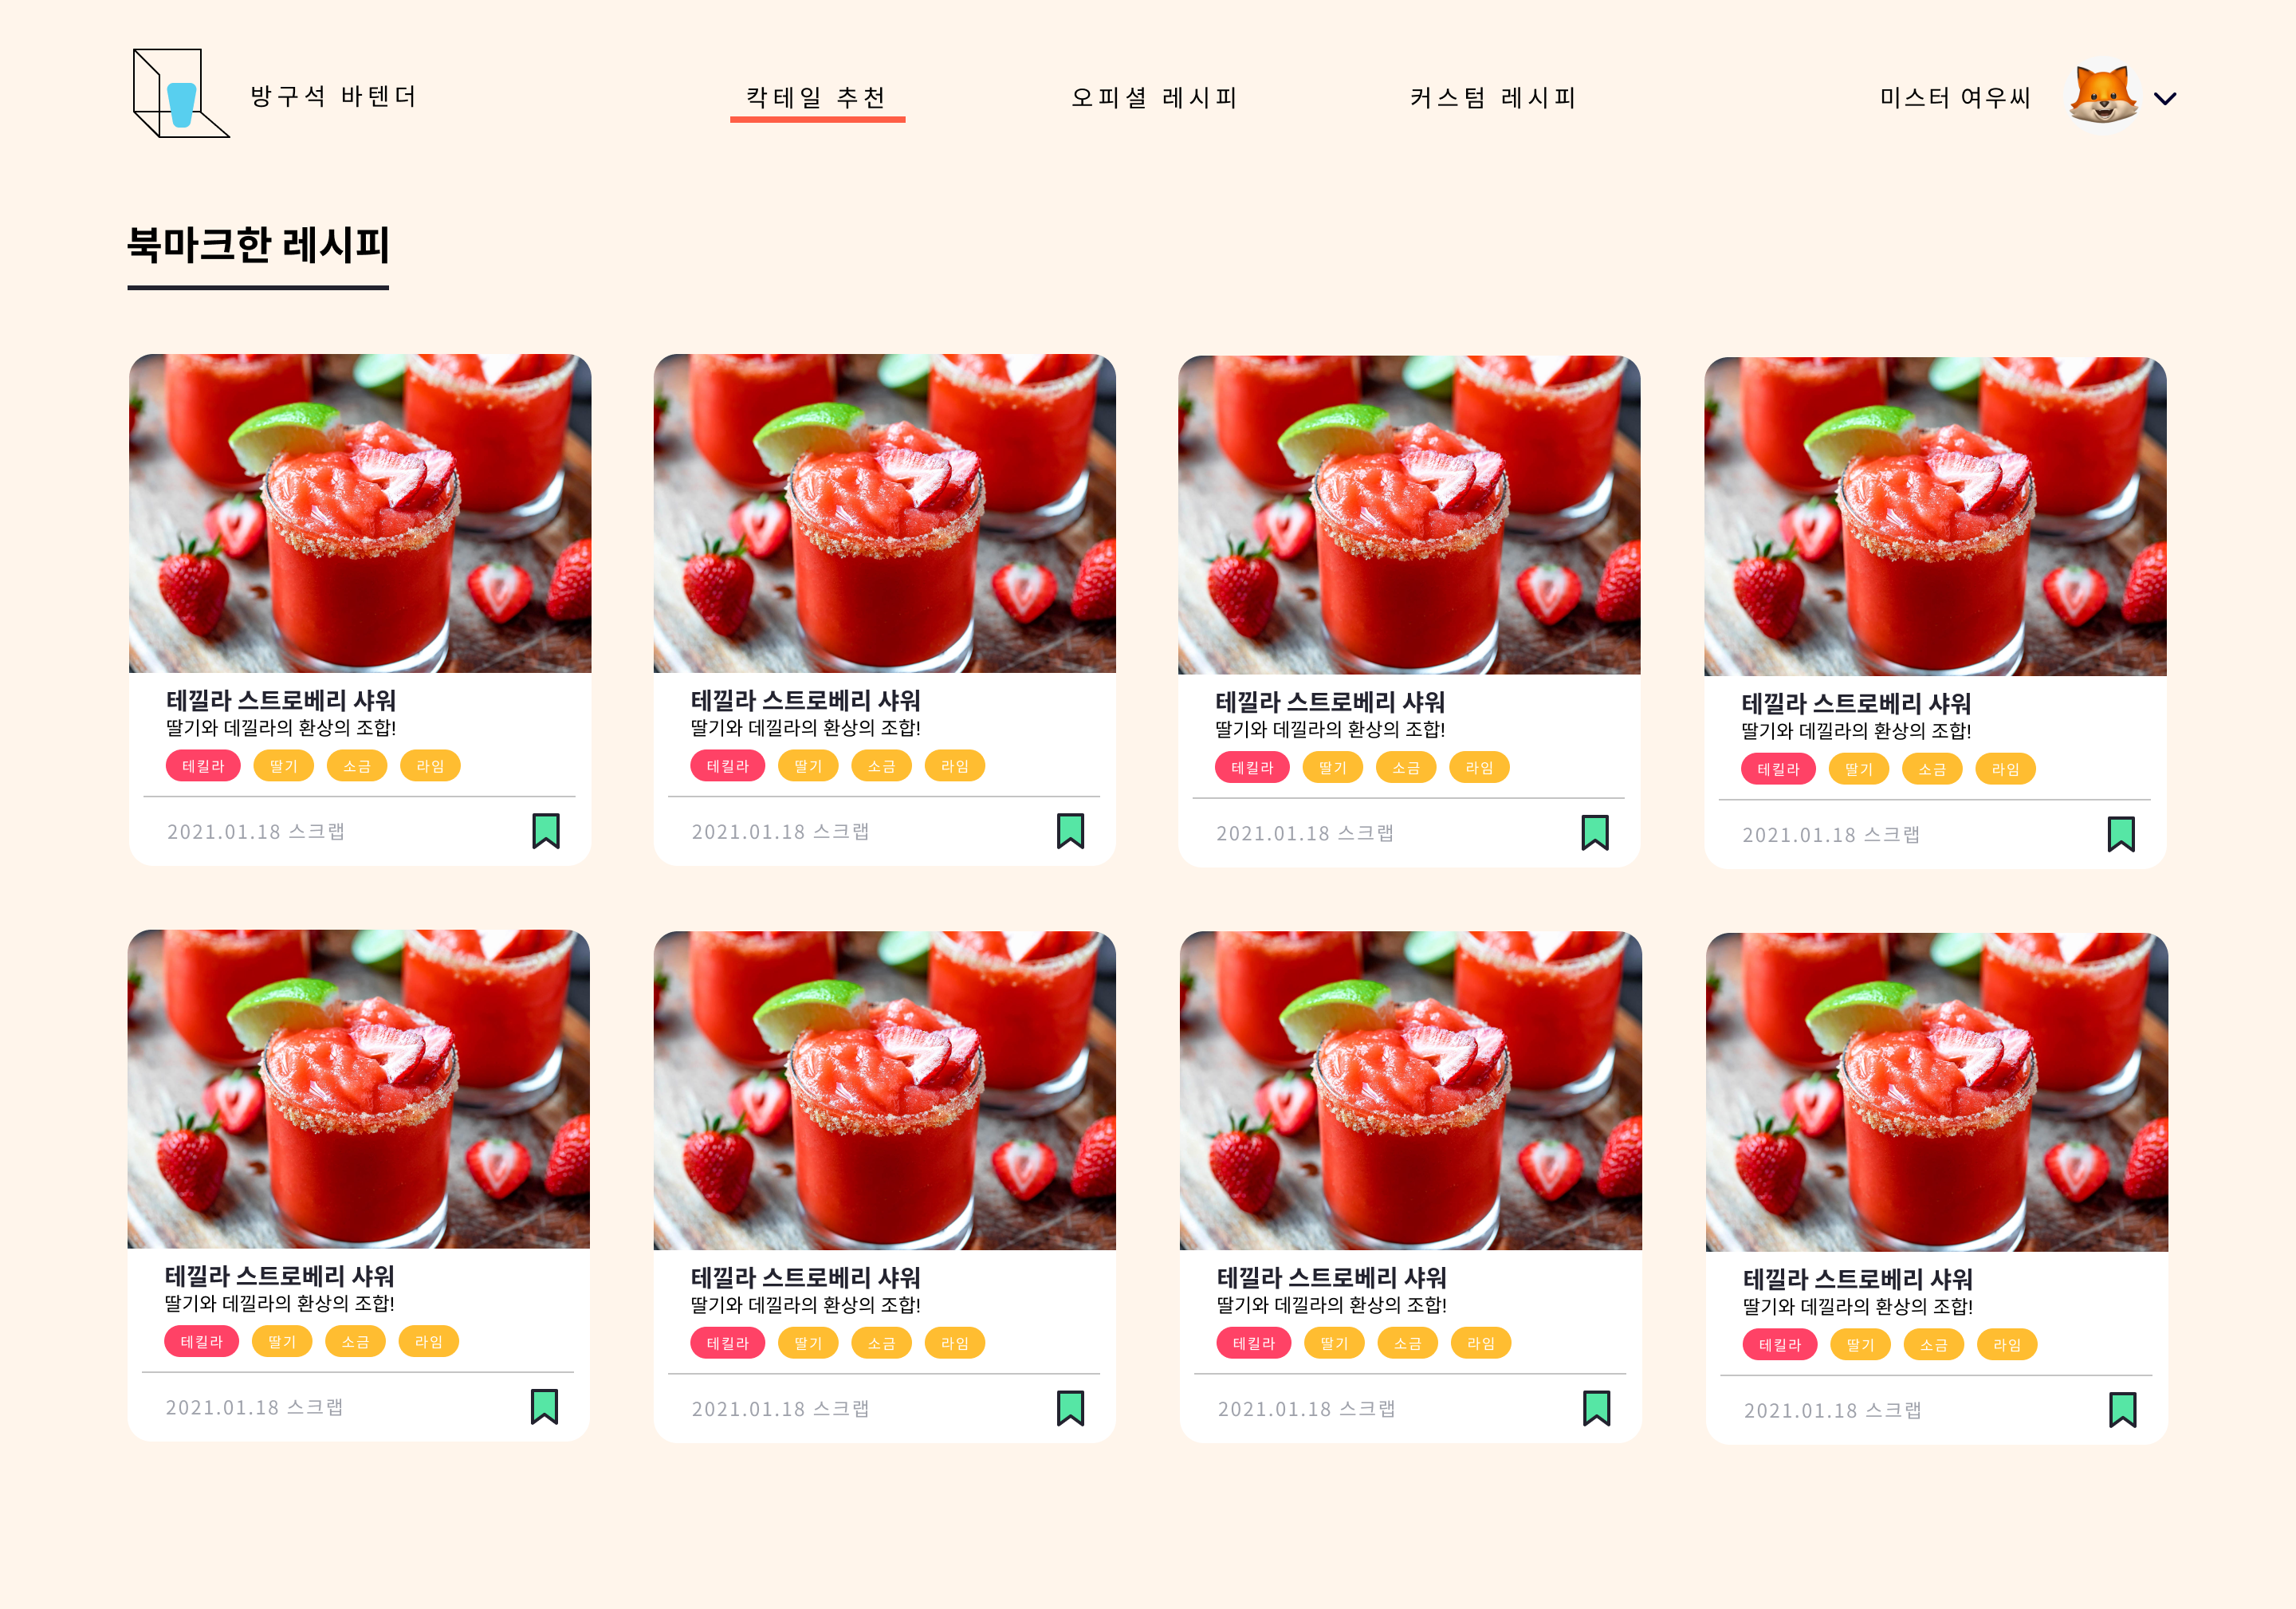 방구석 바텐더
칵테일 추천
오피셜 레시피
커스텀 레시피
미스터 여우씨
북마크한 레시피
테낄라 스트로베리 샤워
딸기와 데낄라의 환상의 조합!
테킬라 딸기 소금 라임
2021.01.18 스크랩
테낄라 스트로베리 샤워
딸기와 데낄라의 환상의 조합!
테킬라 딸기 소금 라임
2021.01.18 스크랩
테낄라 스트로베리 샤워
딸기와 데낄라의 환상의 조합!
테킬라 딸기 소금 라임
2021.01.18 스크랩
테낄라 스트로베리 샤워
딸기와 데낄라의 환상의 조합!
테킬라 딸기 소금 라임
2021.01.18 스크랩
테낄라 스트로베리 샤워
딸기와 데낄라의 환상의 조합!
테킬라 딸기 소금 라임
2021.01.18 스크랩
테낄라 스트로베리 샤워
딸기와 데낄라의 환상의 조합!
테킬라 딸기 소금 라임
2021.01.18 스크랩
테낄라 스트로베리 샤워
딸기와 데낄라의 환상의 조합!
테킬라 딸기 소금 라임
2021.01.18 스크랩
테낄라 스트로베리 샤워
딸기와 데낄라의 환상의 조합!
테킬라 딸기 소금 라임
2021.01.18 스크랩